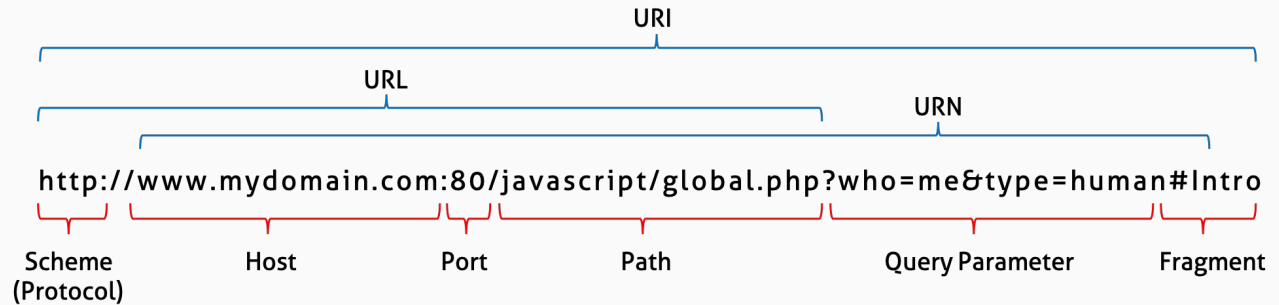 URI
URL
URN
http://www.mydomain.com:80/javascript/global.php?who=me&type=human#Intro
Scheme
(Protocol)
Host
Port
Path
Query Parameter
Fragment